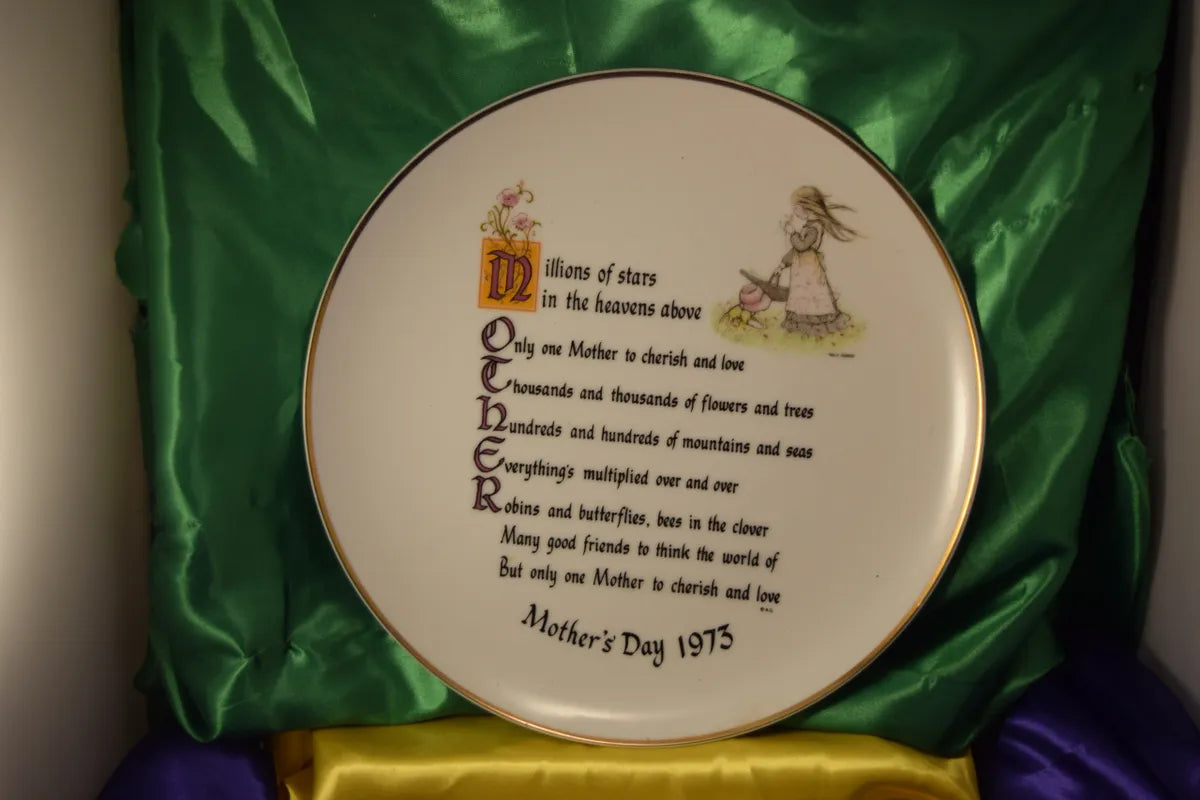 Millions of stars
in the heavens above
Only one Mother to cherish and love
Thousands and thousands of flowers and trees
Hundreds and hundreds of mountains and seas
Everything's multiplied over and over
Robins and butterflies, bees in the clover
Many good friends to think the world of
But only one Mother to cherish and love
Mother's Day 1973